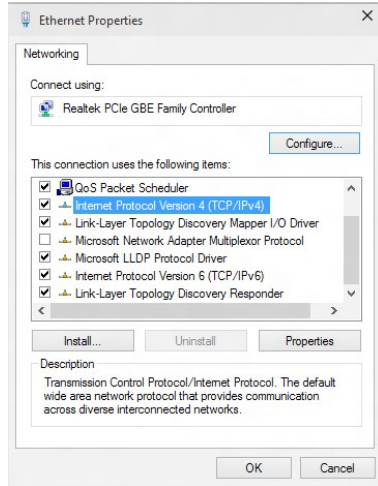 Ethernet Properties
Networking
Connect using:
Realtek PCIe GBE Family Controller
Configure...
This connection uses the following items:
QoS Packet Scheduler
Internet Protocol Version 4 (TCP/IPv4)
Link-Layer Topology Discovery Mapper I/O Driver
Microsoft Network Adapter Multiplexor Protocol
Microsoft LLDP Protocol Driver
Internet Protocol Version 6 (TCP/IPv6)
Link-Layer Topology Discovery Responder
Install... Uninstall Properties
Description
Transmission Control Protocol/Internet Protocol. The default
wide area network protocol that provides communication
across diverse interconnected networks.
OK Cancel